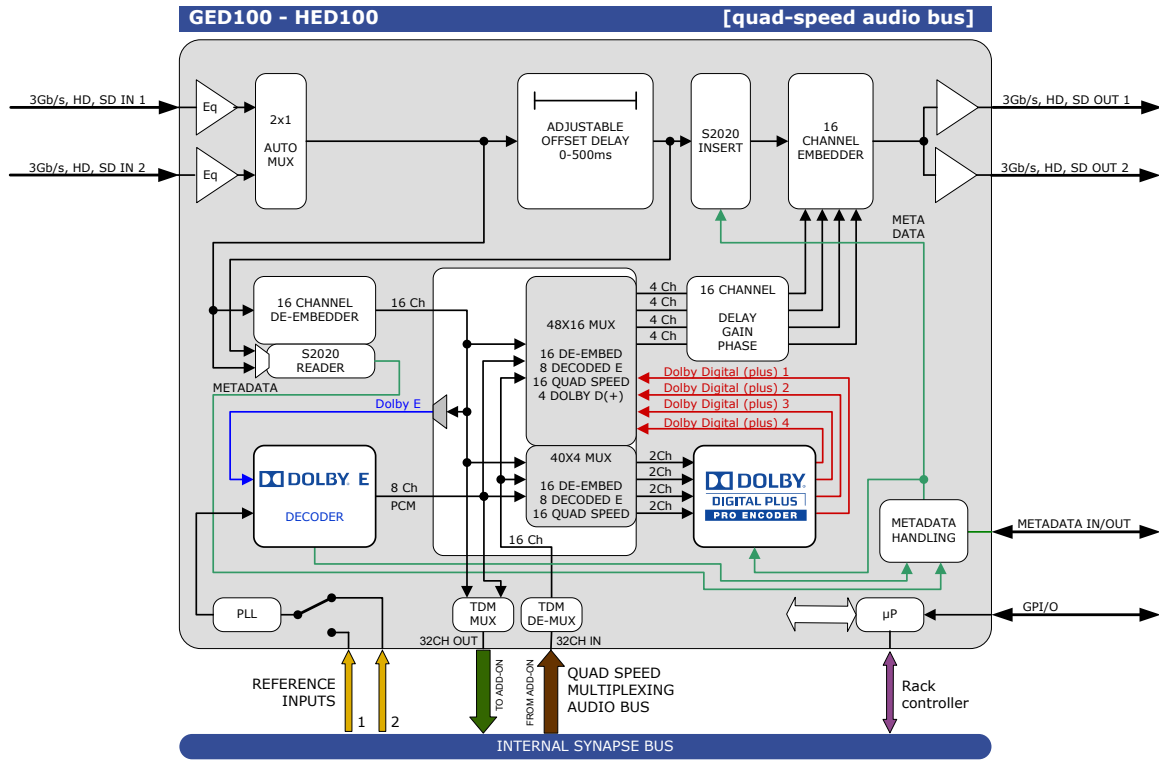 GED100 - HED100
[quad-speed audio bus]
3Gb/s, HD, SD IN 1
Eq
2x1
AUTO
MUX
ADJUSTABLE
OFFSET DELAY
0-500ms
S2020
INSERT
16
CHANNEL
EMBEDDER
3Gb/s, HD, SD OUT 1
3Gb/s, HD, SD IN 2
Eq
3Gb/s, HD, SD OUT 2
META
DATA
16 CHANNEL
DE-EMBEDDER
16 Ch
S2020
READER
METADATA
48X16 MUX
16 DE-EMBED
8 DECODED E
16 QUAD SPEED
4 DOLBY D(+)
4 Ch
4 Ch
4 Ch
4 Ch
16 CHANNEL
DELAY
GAIN
PHASE
Dolby Digital (plus) 1
Dolby Digital (plus) 2
Dolby Digital (plus) 3
Dolby Digital (plus) 4
Dolby E
DOLBY E
DECODER
8 Ch
PCM
40X4 MUX
16 DE-EMBED
8 DECODED E
16 QUAD SPEED
2Ch
2Ch
2Ch
2Ch
DOLBY
DIGITAL PLUS
PRO ENCODER
METADATA
HANDLING
METADATA IN/OUT
16 Ch
PLL
TDM
MUX
TDM
DE-MUX
µP
GPI/O
32CH OUT
32CH IN
REFERENCE
INPUTS
1
2
TO ADD-ON
FROM ADD-ON
QUAD SPEED
MULTIPLEXING
AUDIO BUS
Rack
controller
INTERNAL SYNAPSE BUS